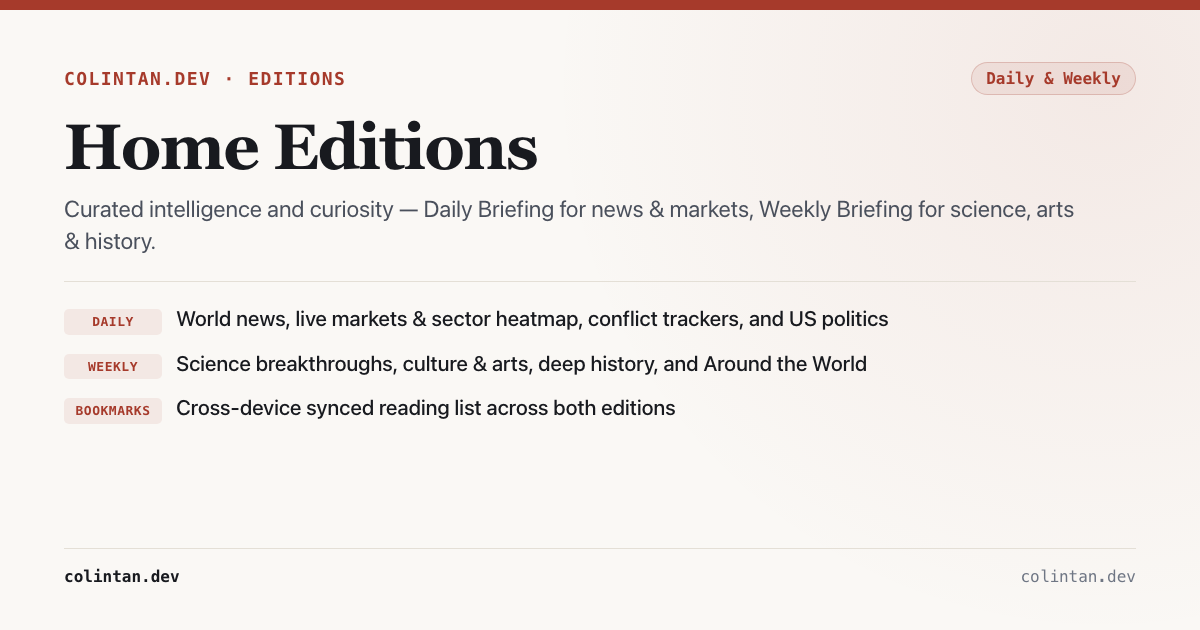 COLINTAN.DEV · EDITIONS
Daily & Weekly
Home Editions
Curated intelligence and curiosity — Daily Briefing for news & markets, Weekly Briefing for science, arts
& history.
DAILY World news, live markets & sector heatmap, conflict trackers, and US politics
WEEKLY Science breakthroughs, culture & arts, deep history, and Around the World
BOOKMARKS Cross-device synced reading list across both editions
colintan.dev
colintan.dev